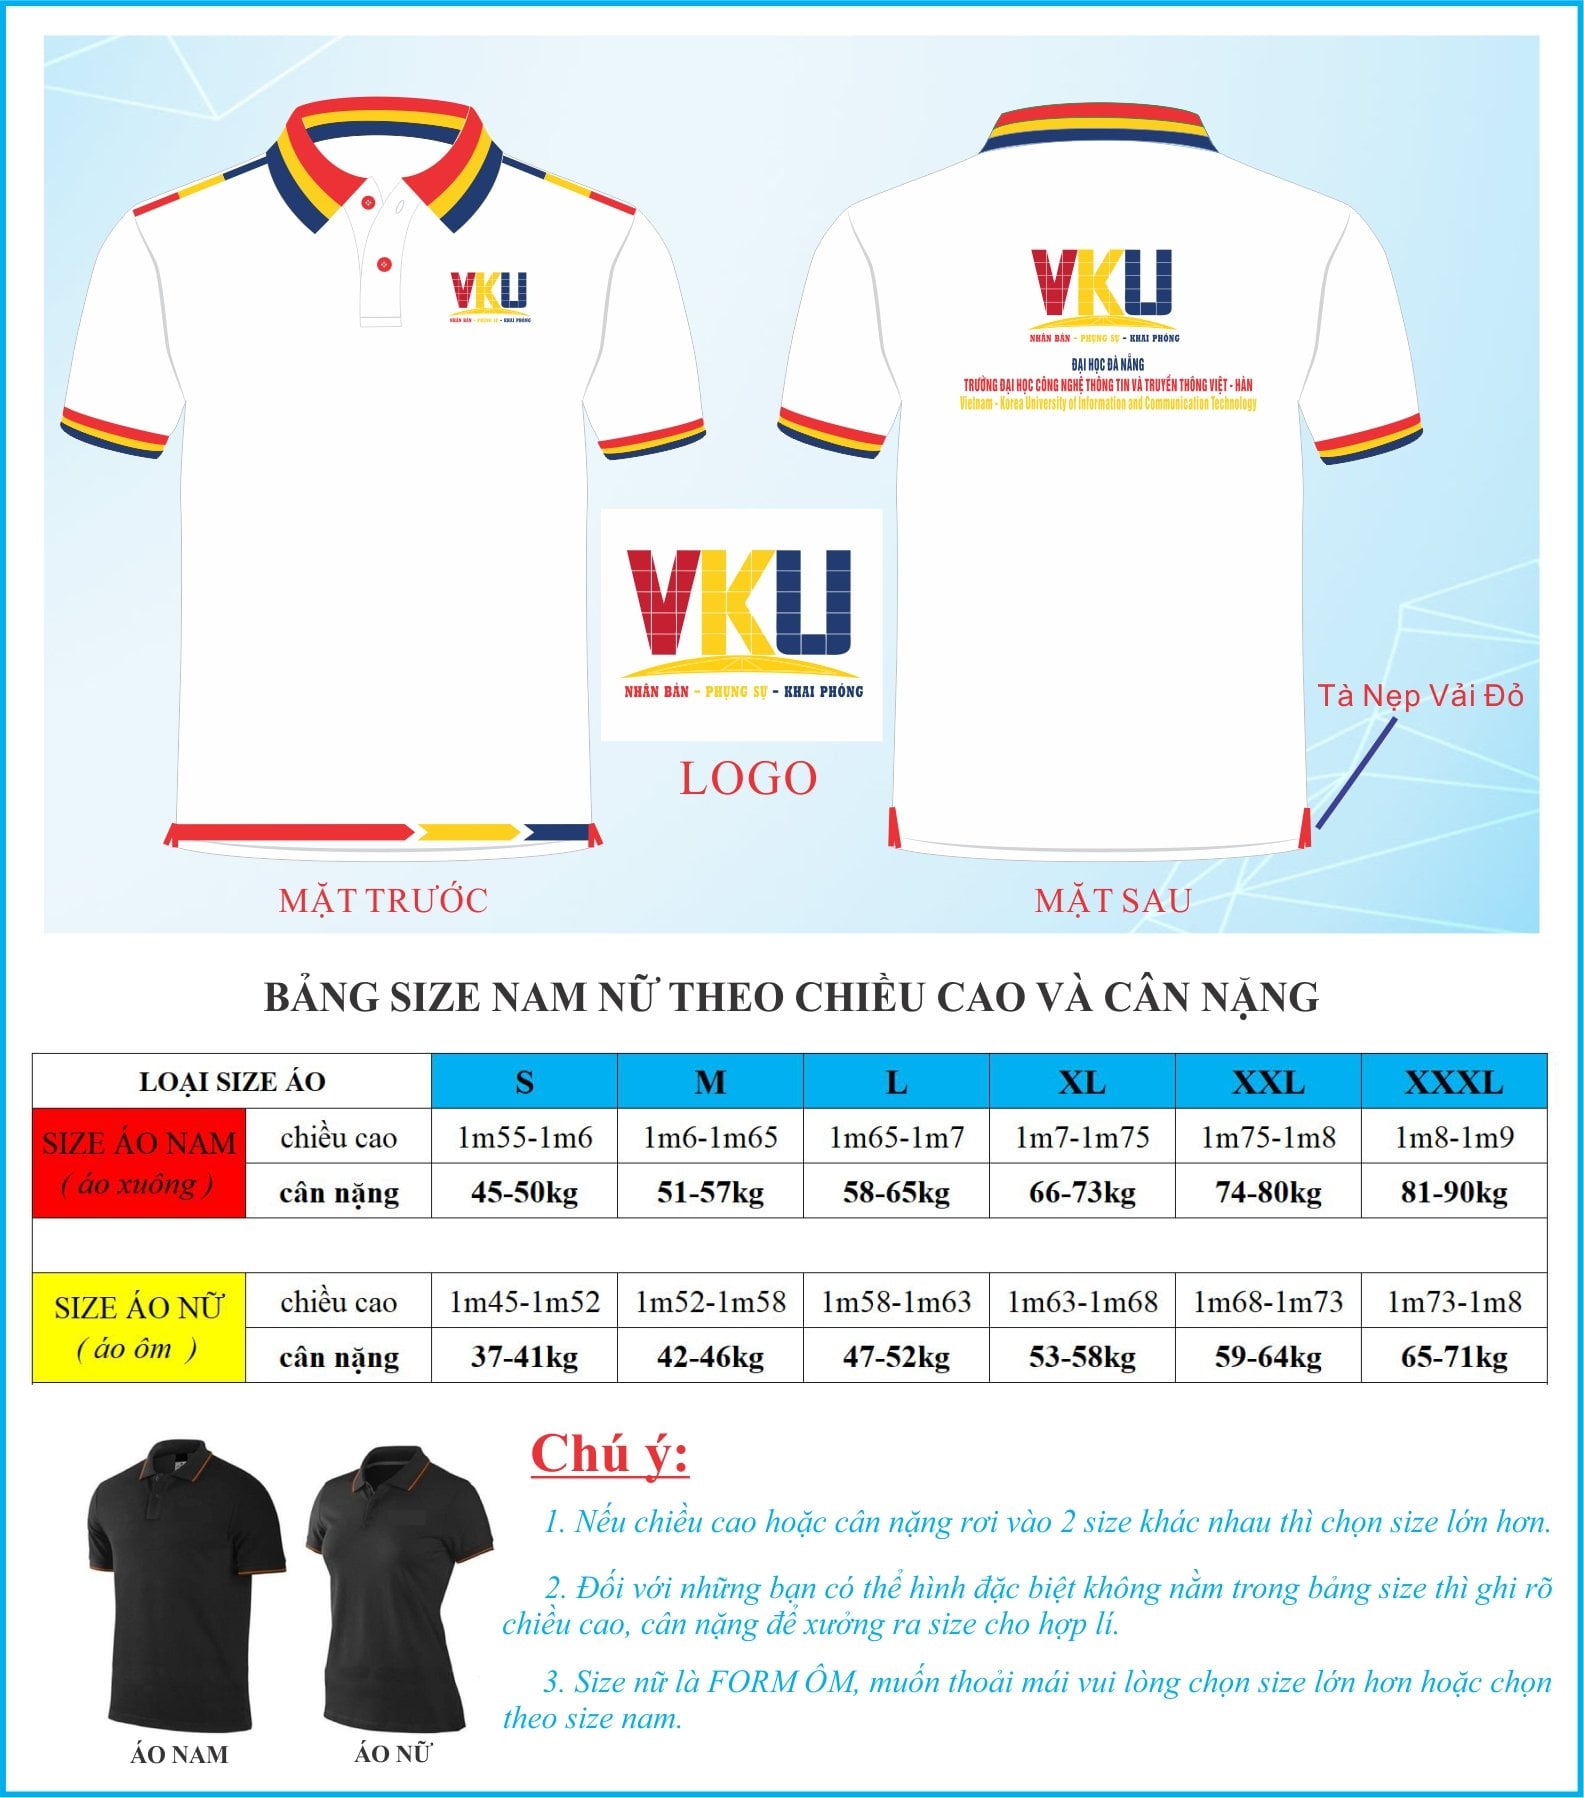 VKU
NHÂN BẢN - PHỤNG SỰ - KHAI PHÓNG
VKU
NHÂN BẢN - PHỤNG SỰ - KHAI PHÓNG
ĐẠI HỌC ĐÀ NẴNG
TRƯỜNG ĐẠI HỌC CÔNG NGHỆ THÔNG TIN VÀ TRUYỀN THÔNG VIỆT - HÀN
Vietnam - Korea University of Information and Communication Technology
VKU
NHÂN BẢN - PHỤNG SỰ - KHAI PHÓNG
LOGO
Tà Nẹp Vải Đỏ
MẶT TRƯỚC
MẶT SAU
BẢNG SIZE NAM NỮ THEO CHIỀU CAO VÀ CÂN NẶNG
LOẠI SIZE ÁO S M L XL XXL XXXL
SIZE ÁO NAM
( áo xuông )
chiều cao 1m55-1m6 1m6-1m65 1m65-1m7 1m7-1m75 1m75-1m8 1m8-1m9
cân nặng 45-50kg 51-57kg 58-65kg 66-73kg 74-80kg 81-90kg
SIZE ÁO NỮ
( áo ôm )
chiều cao 1m45-1m52 1m52-1m58 1m58-1m63 1m63-1m68 1m68-1m73 1m73-1m8
cân nặng 37-41kg 42-46kg 47-52kg 53-58kg 59-64kg 65-71kg
Chú ý:
1. Nếu chiều cao hoặc cân nặng rơi vào 2 size khác nhau thì chọn size lớn hơn.
2. Đối với những bạn có thể hình đặc biệt không nằm trong bảng size thì ghi rõ
chiều cao, cân nặng để xưởng ra size cho hợp lí.
3. Size nữ là FORM ÔM, muốn thoải mái vui lòng chọn size lớn hơn hoặc chọn
theo size nam.
ÁO NAM
ÁO NỮ